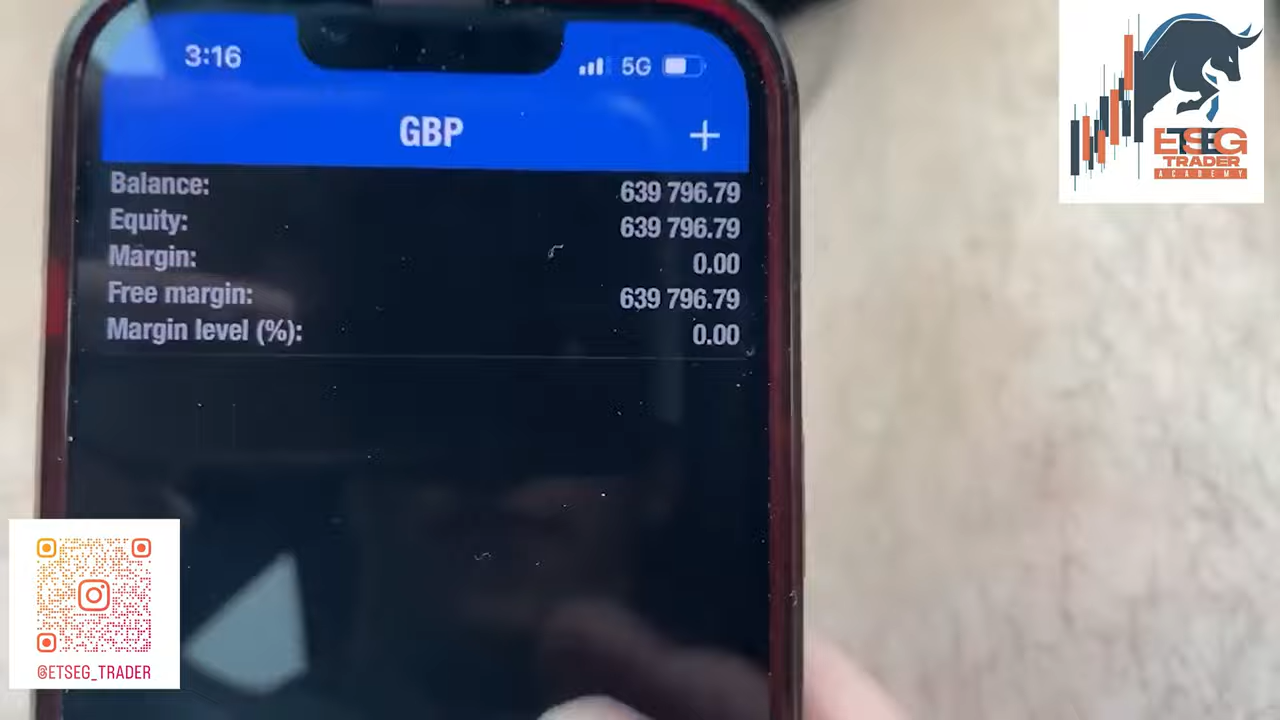 3:16
5G
GBP
+
Balance: 639 796.79
Equity: 639 796.79
Margin: 0.00
Free margin: 639 796.79
Margin level (%): 0.00
TRADER
ACADEMY
@ETSEG_TRADER